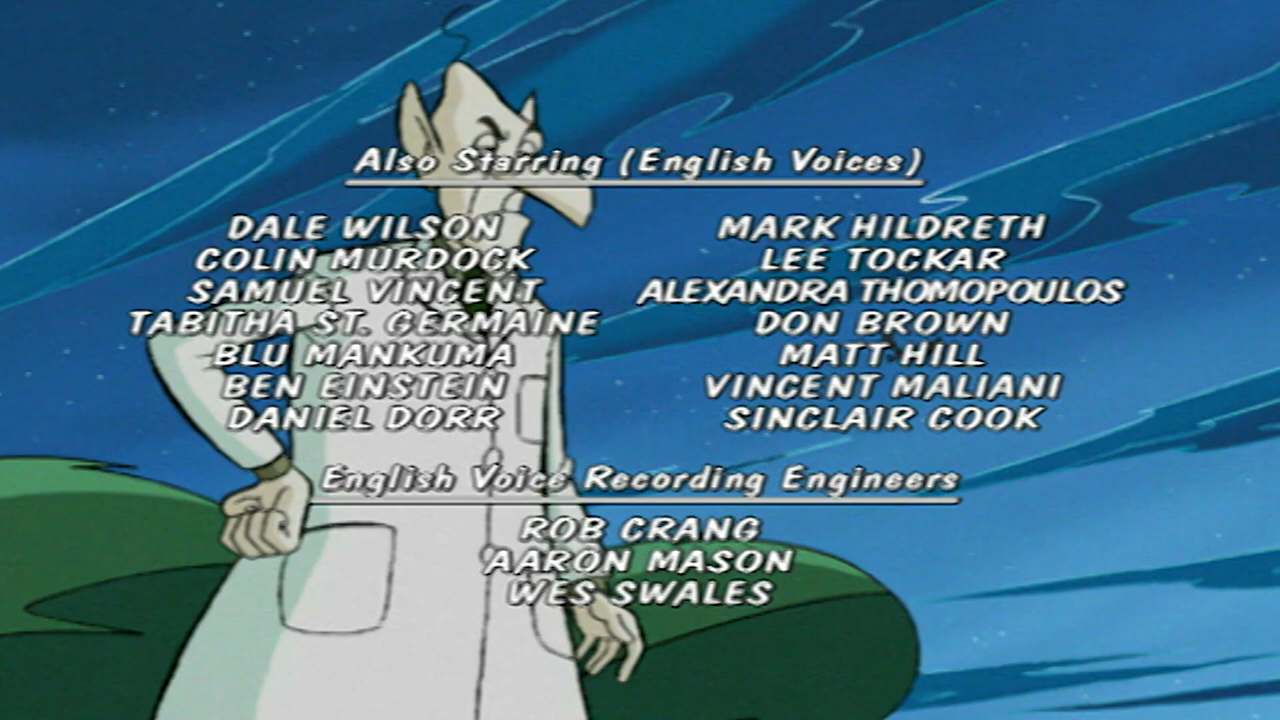 Also Starring (English Voices)
DALE WILSON MARK HILDRETH
COLIN MURDOCK LEE TOCKAR
SAMUEL VINCENT ALEXANDRA THOMOPOULOS
TABITHA ST. GERMAINE DON BROWN
BLU MANKUMA MATT HILL
BEN EINSTEIN VINCENT MALIANI
DANIEL DORR SINCLAIR COOK
English Voice Recording Engineers
ROB CRANG
AARON MASON
WES SWALES